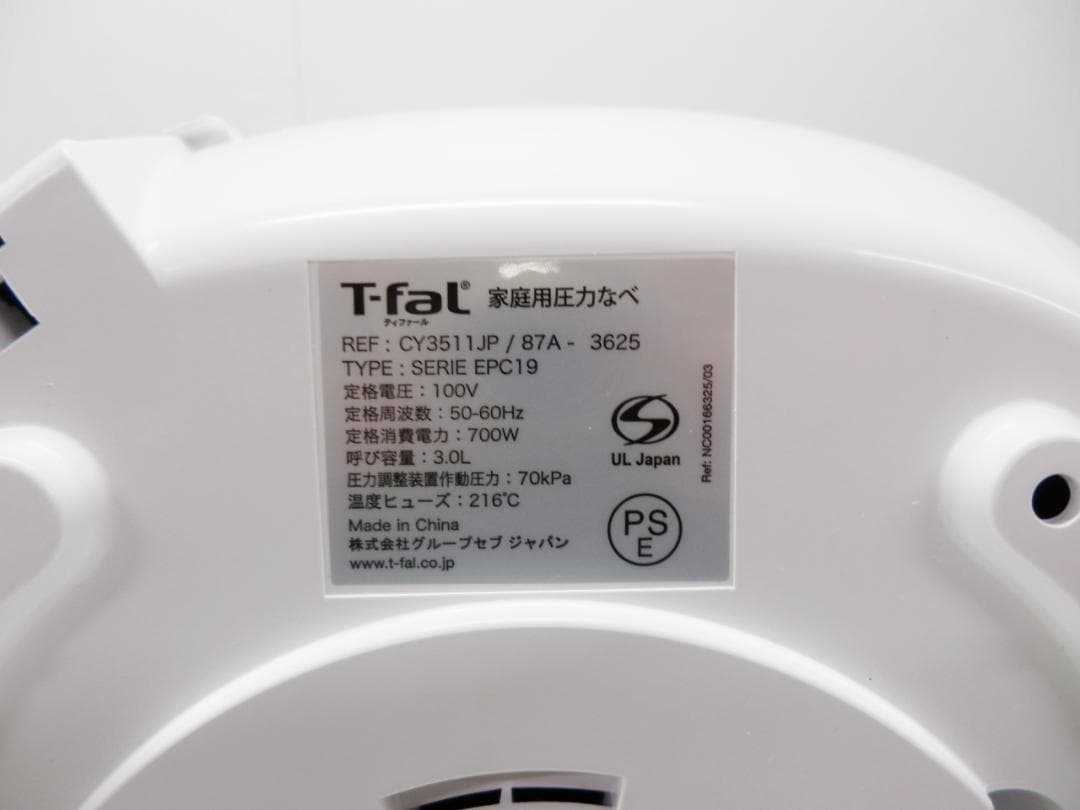 T-fal® 家庭用圧力なべ
ティファール
REF : CY3511JP / 87A - 3625
TYPE : SERIE EPC19
定格電圧 : 100V
定格周波数 : 50-60Hz
定格消費電力 : 700W
呼び容量 : 3.0L
圧力調整装置作動圧力 : 70kPa
温度ヒューズ : 216℃
Made in China
株式会社グループセブ ジャパン
www.t-fal.co.jp
S
UL Japan
PS
E
Ref: NC00166325/03